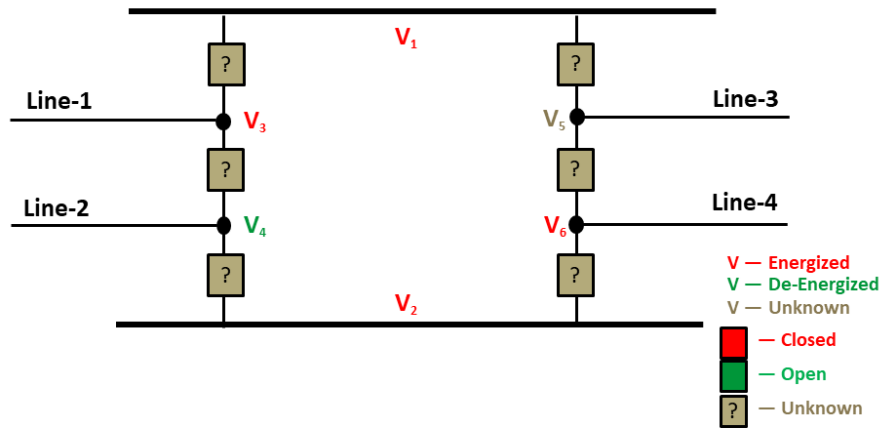 V₁
? ?
Line-1 Line-3
V₃ V₅
? ?
Line-2 Line-4
V₄ V₆
? ?
V — Energized
V — De-Energized
V₂
V — Unknown
— Closed
— Open
? — Unknown